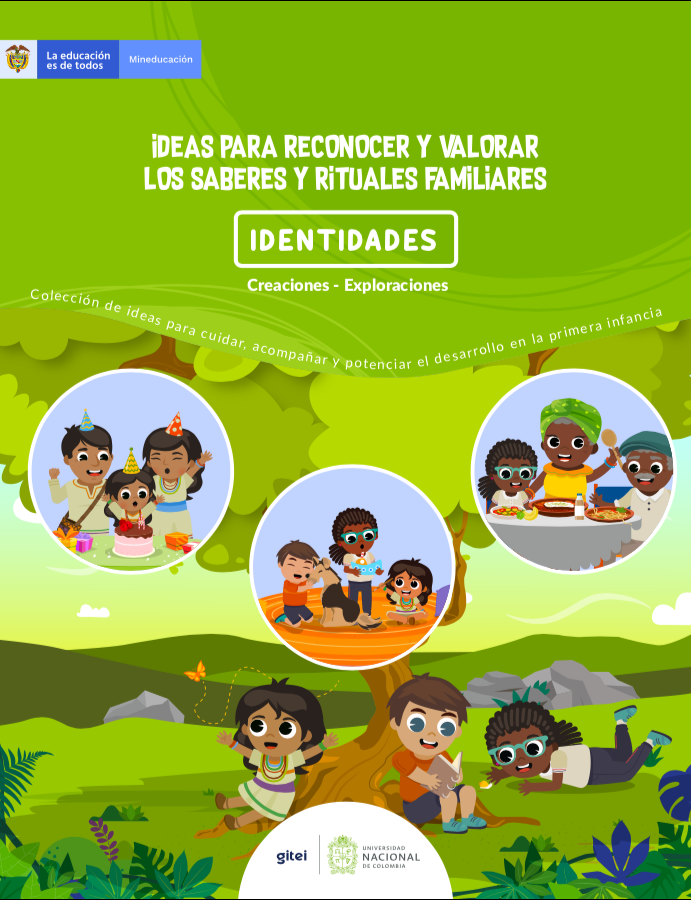 La educación
es de todos
Mineducación
IDEAS PARA RECONOCER Y VALORAR
LOS SABERES Y RITUALES FAMILIARES
IDENTIDADES
Creaciones - Exploraciones
Colección de ideas para cuidar, acompañar y potenciar el desarrollo en la primera infancia
gitei
UNIVERSIDAD
NACIONAL
DE COLOMBIA